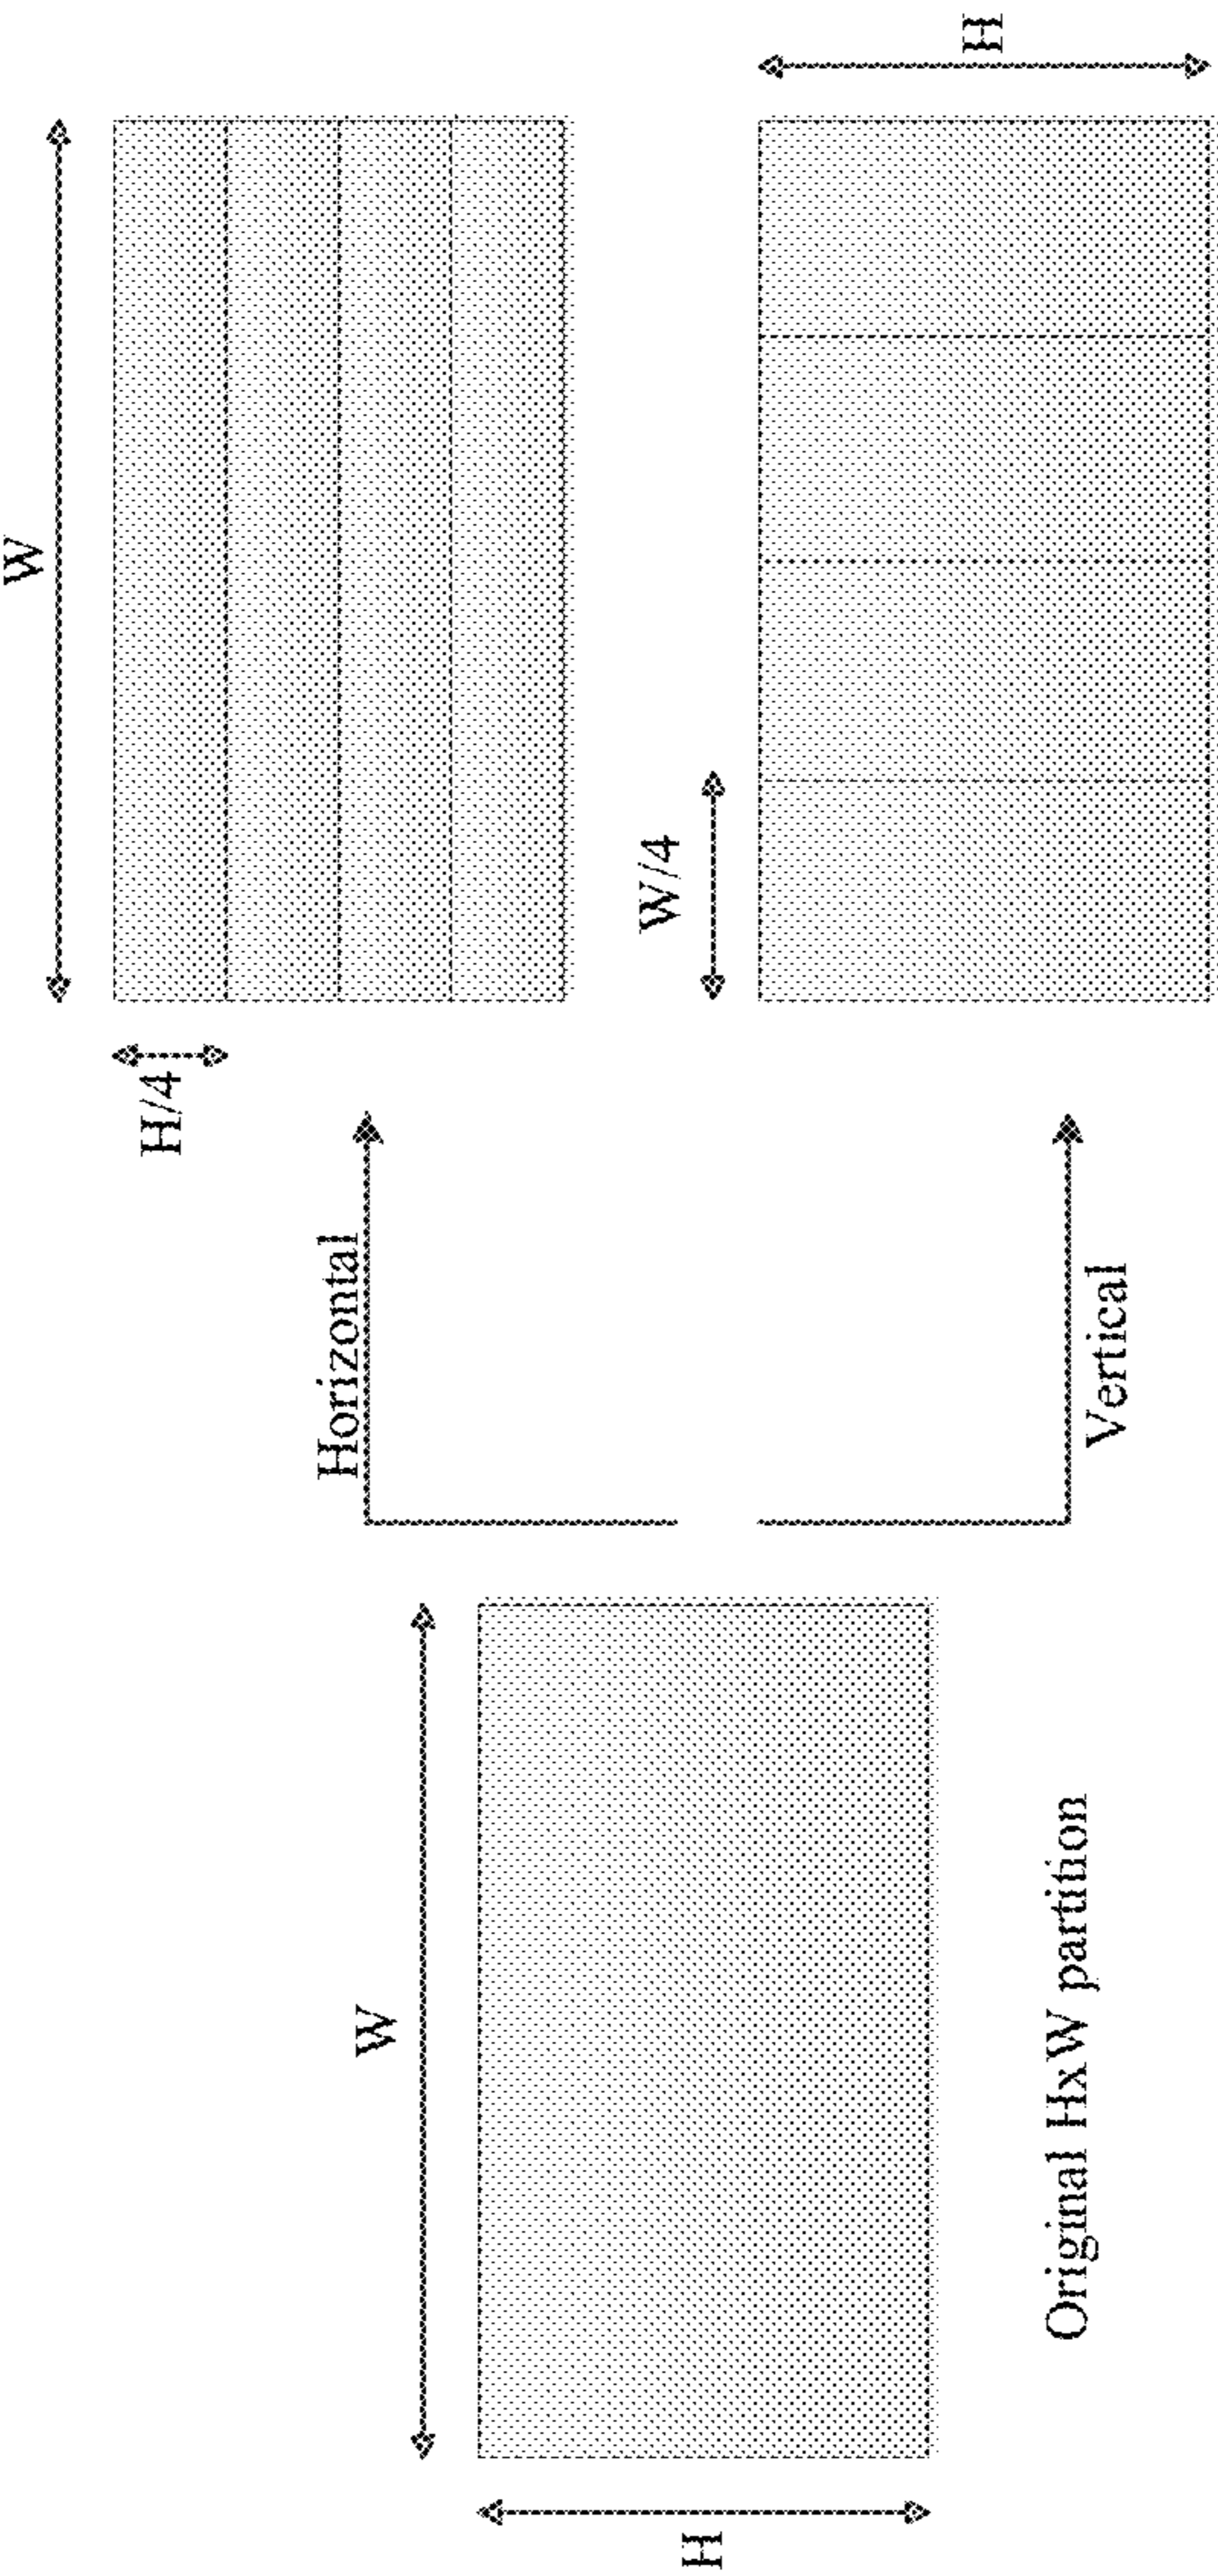 W
H
Original HxW partition
Horizontal
Vertical
W
H/4
W/4
H